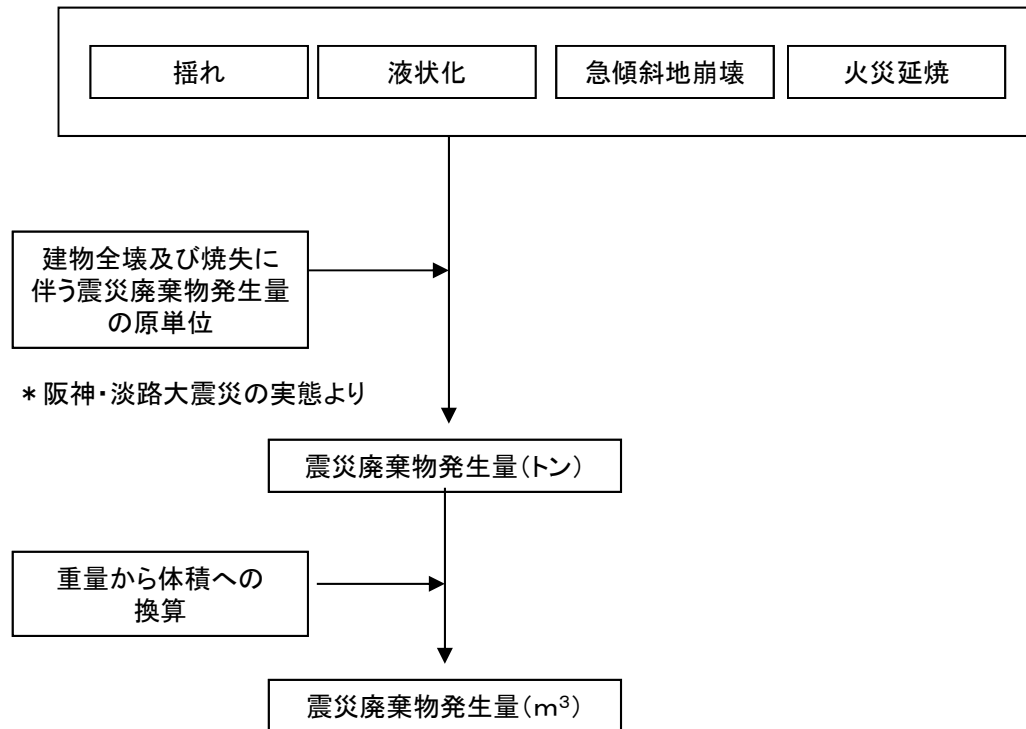 揺れ
液状化
急傾斜地崩壊
火災延焼
建物全壊及び焼失に
伴う震災廃棄物発生量
の原単位
*阪神・淡路大震災の実態より
震災廃棄物発生量(トン)
重量から体積への
換算
震災廃棄物発生量(m³)